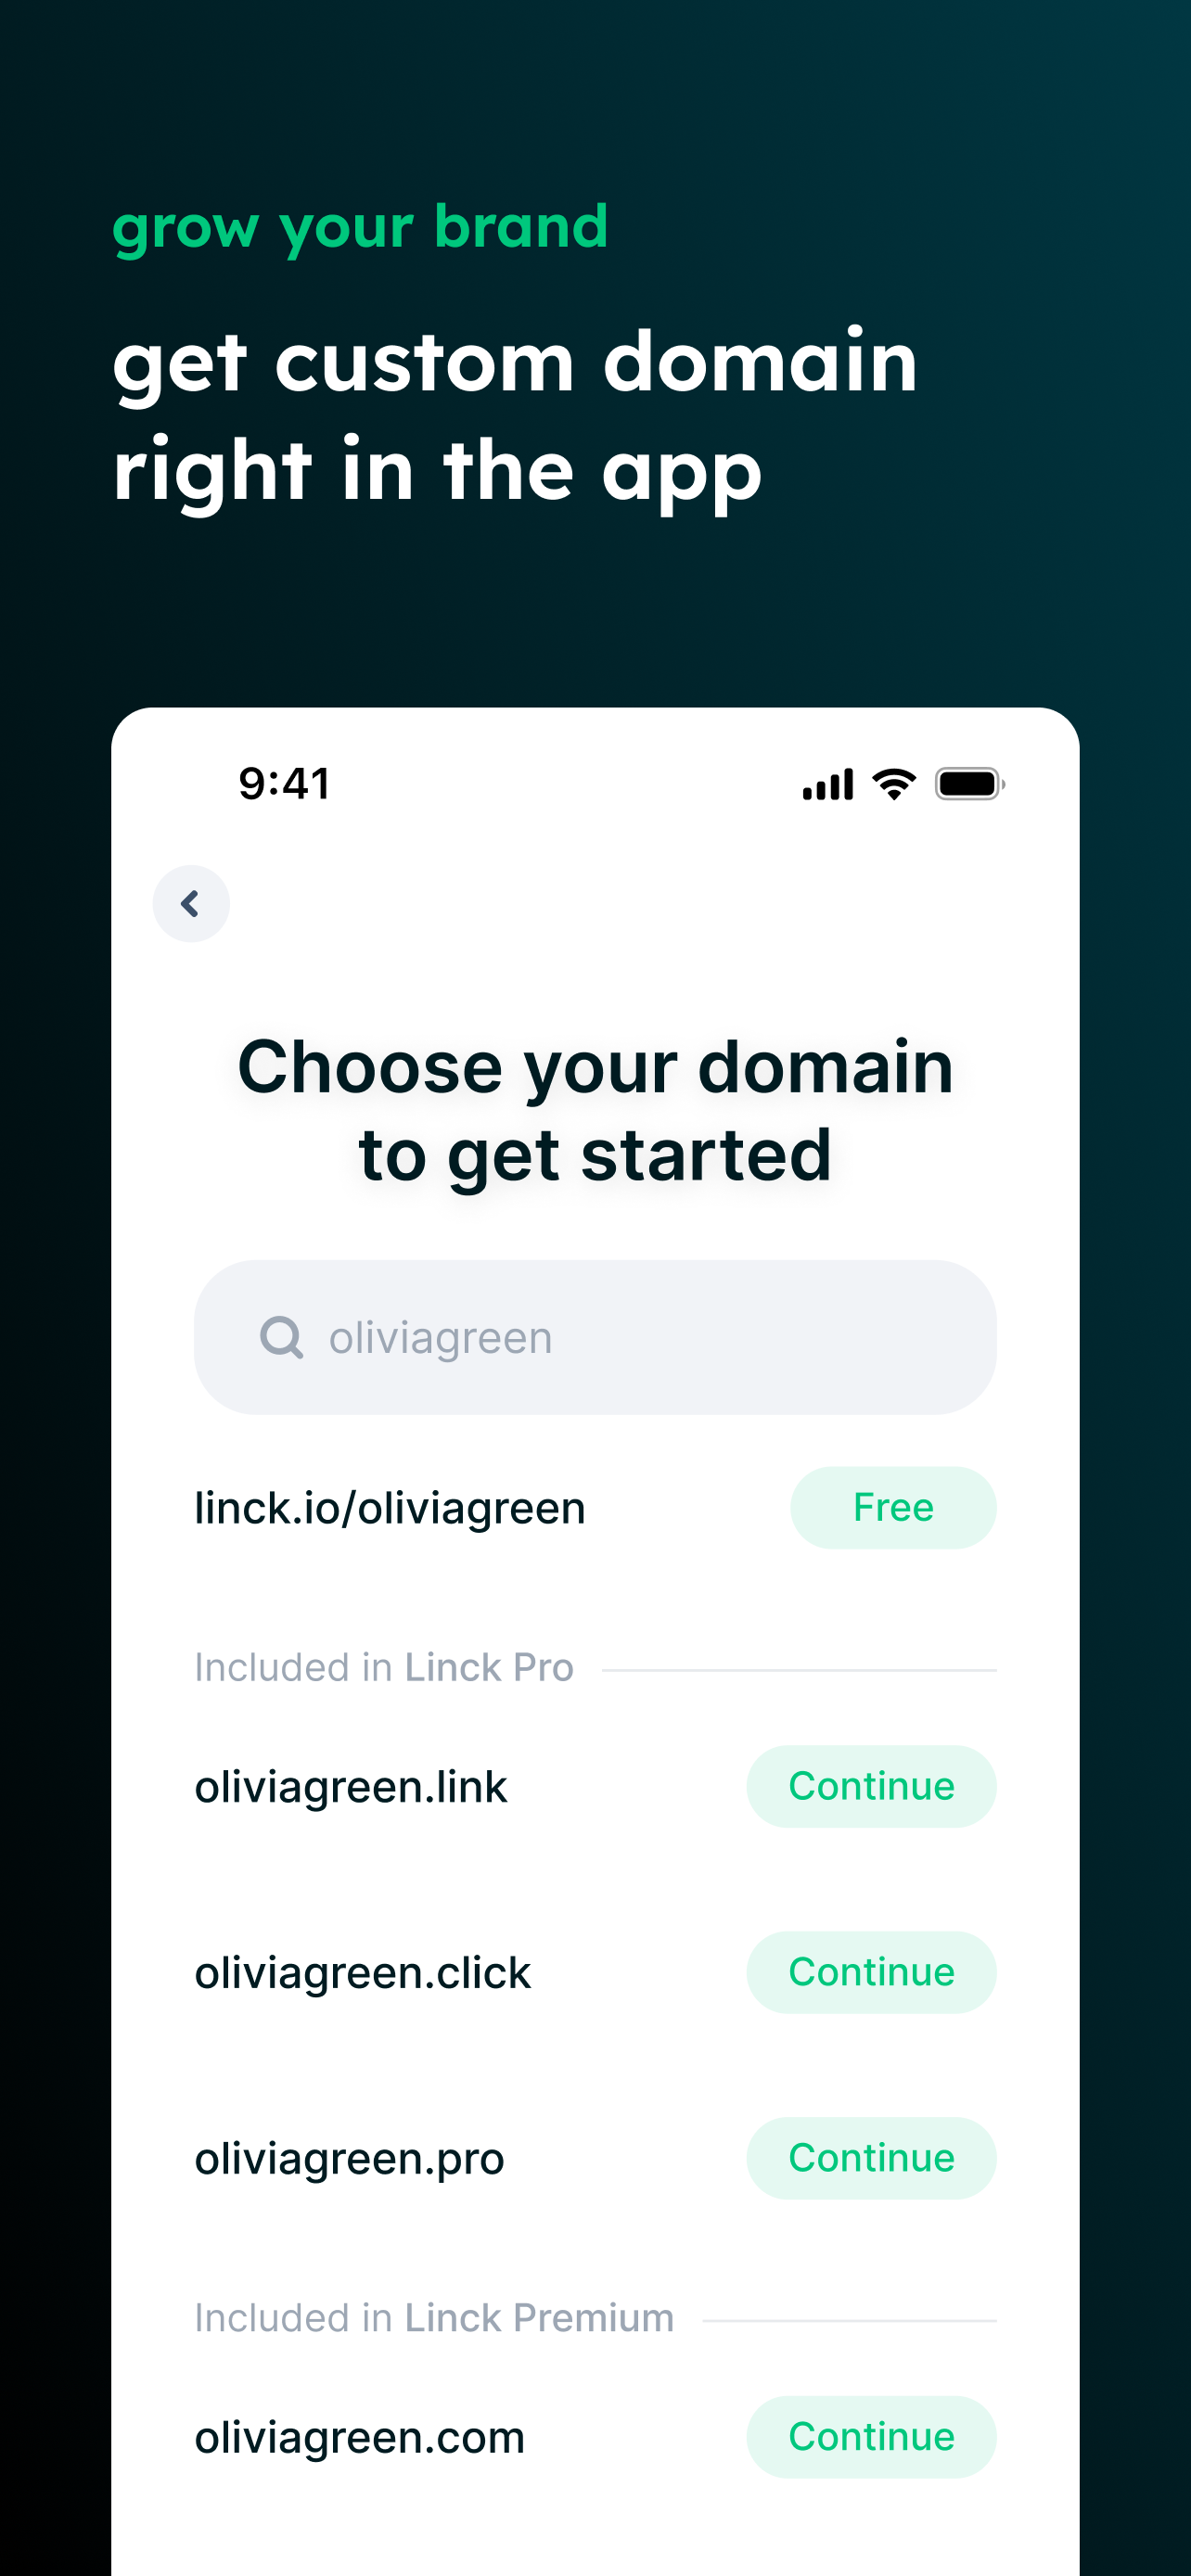 grow your brand
get custom domain
right in the app
9:41
Choose your domain
to get started
oliviagreen
linck.io/oliviagreen Free
Included in Linck Pro
oliviagreen.link Continue
oliviagreen.click Continue
oliviagreen.pro Continue
Included in Linck Premium
oliviagreen.com Continue